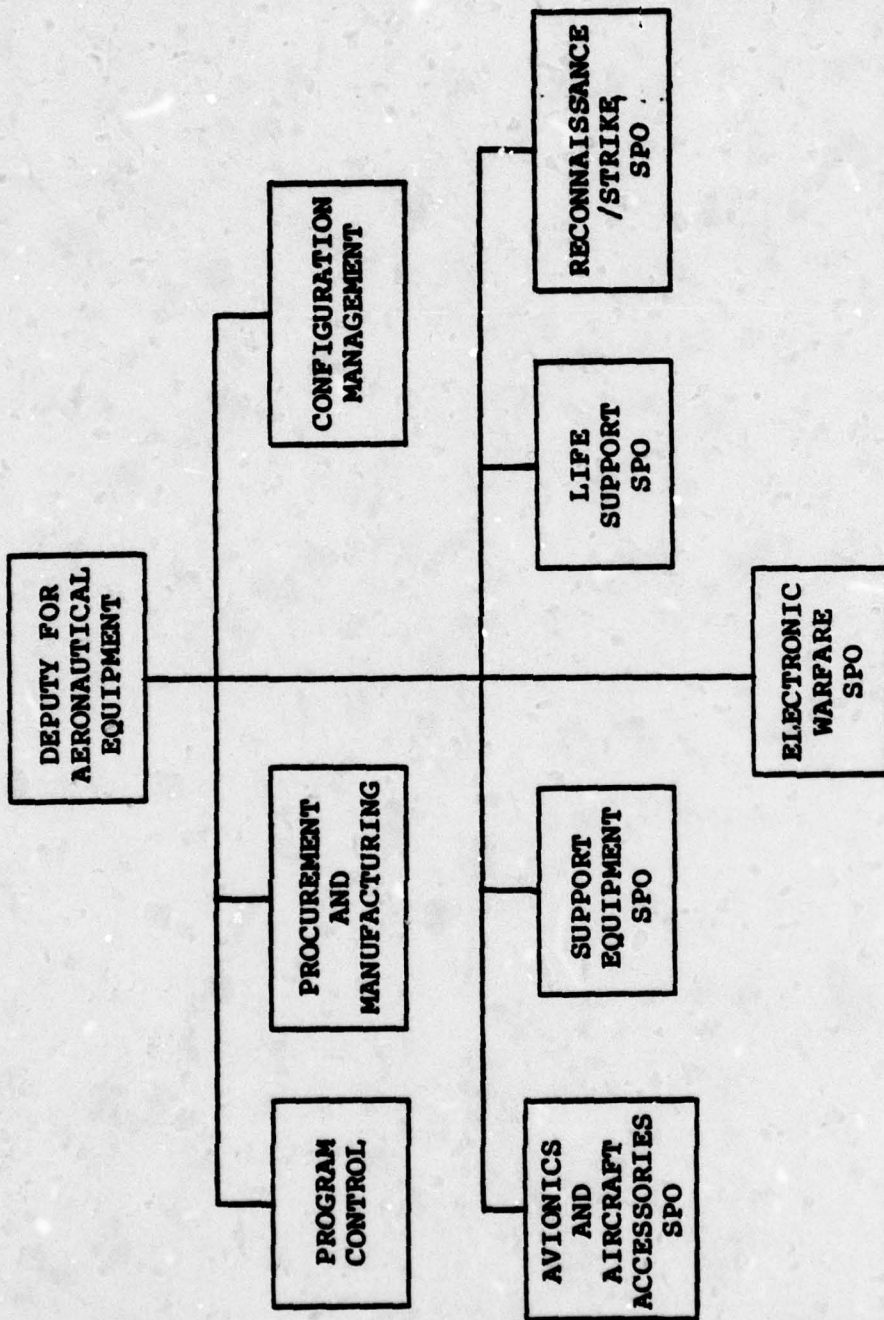 DEPUTY FOR
AERONAUTICAL
EQUIPMENT
PROGRAM
CONTROL
PROCUREMENT
AND
MANUFACTURING
CONFIGURATION
MANAGEMENT
AVIONICS
AND
AIRCRAFT
ACCESSORIES
SPO
SUPPORT
EQUIPMENT
SPO
LIFE
SUPPORT
SPO
RECONNAISSANCE
/STRIKE
SPO
ELECTRONIC
WARFARE
SPO